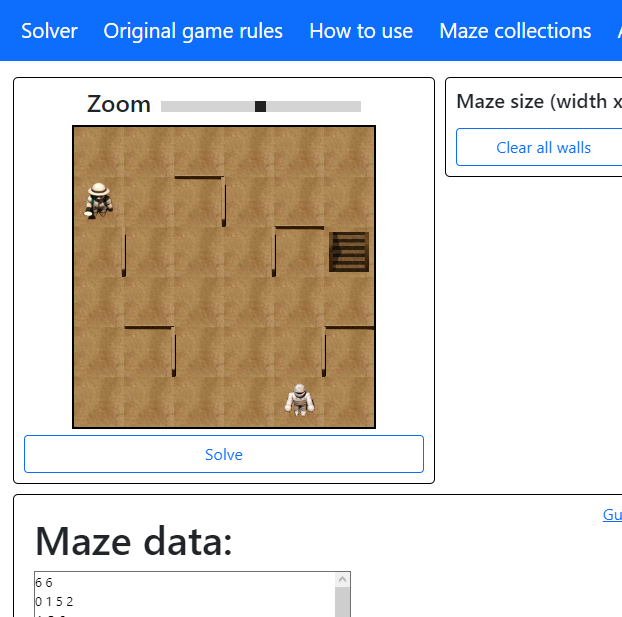 Solver Original game rules How to use Maze collections
Zoom
Maze size (width x
Clear all walls
Solve
Gu
Maze data:
6 6
0 1 5 2